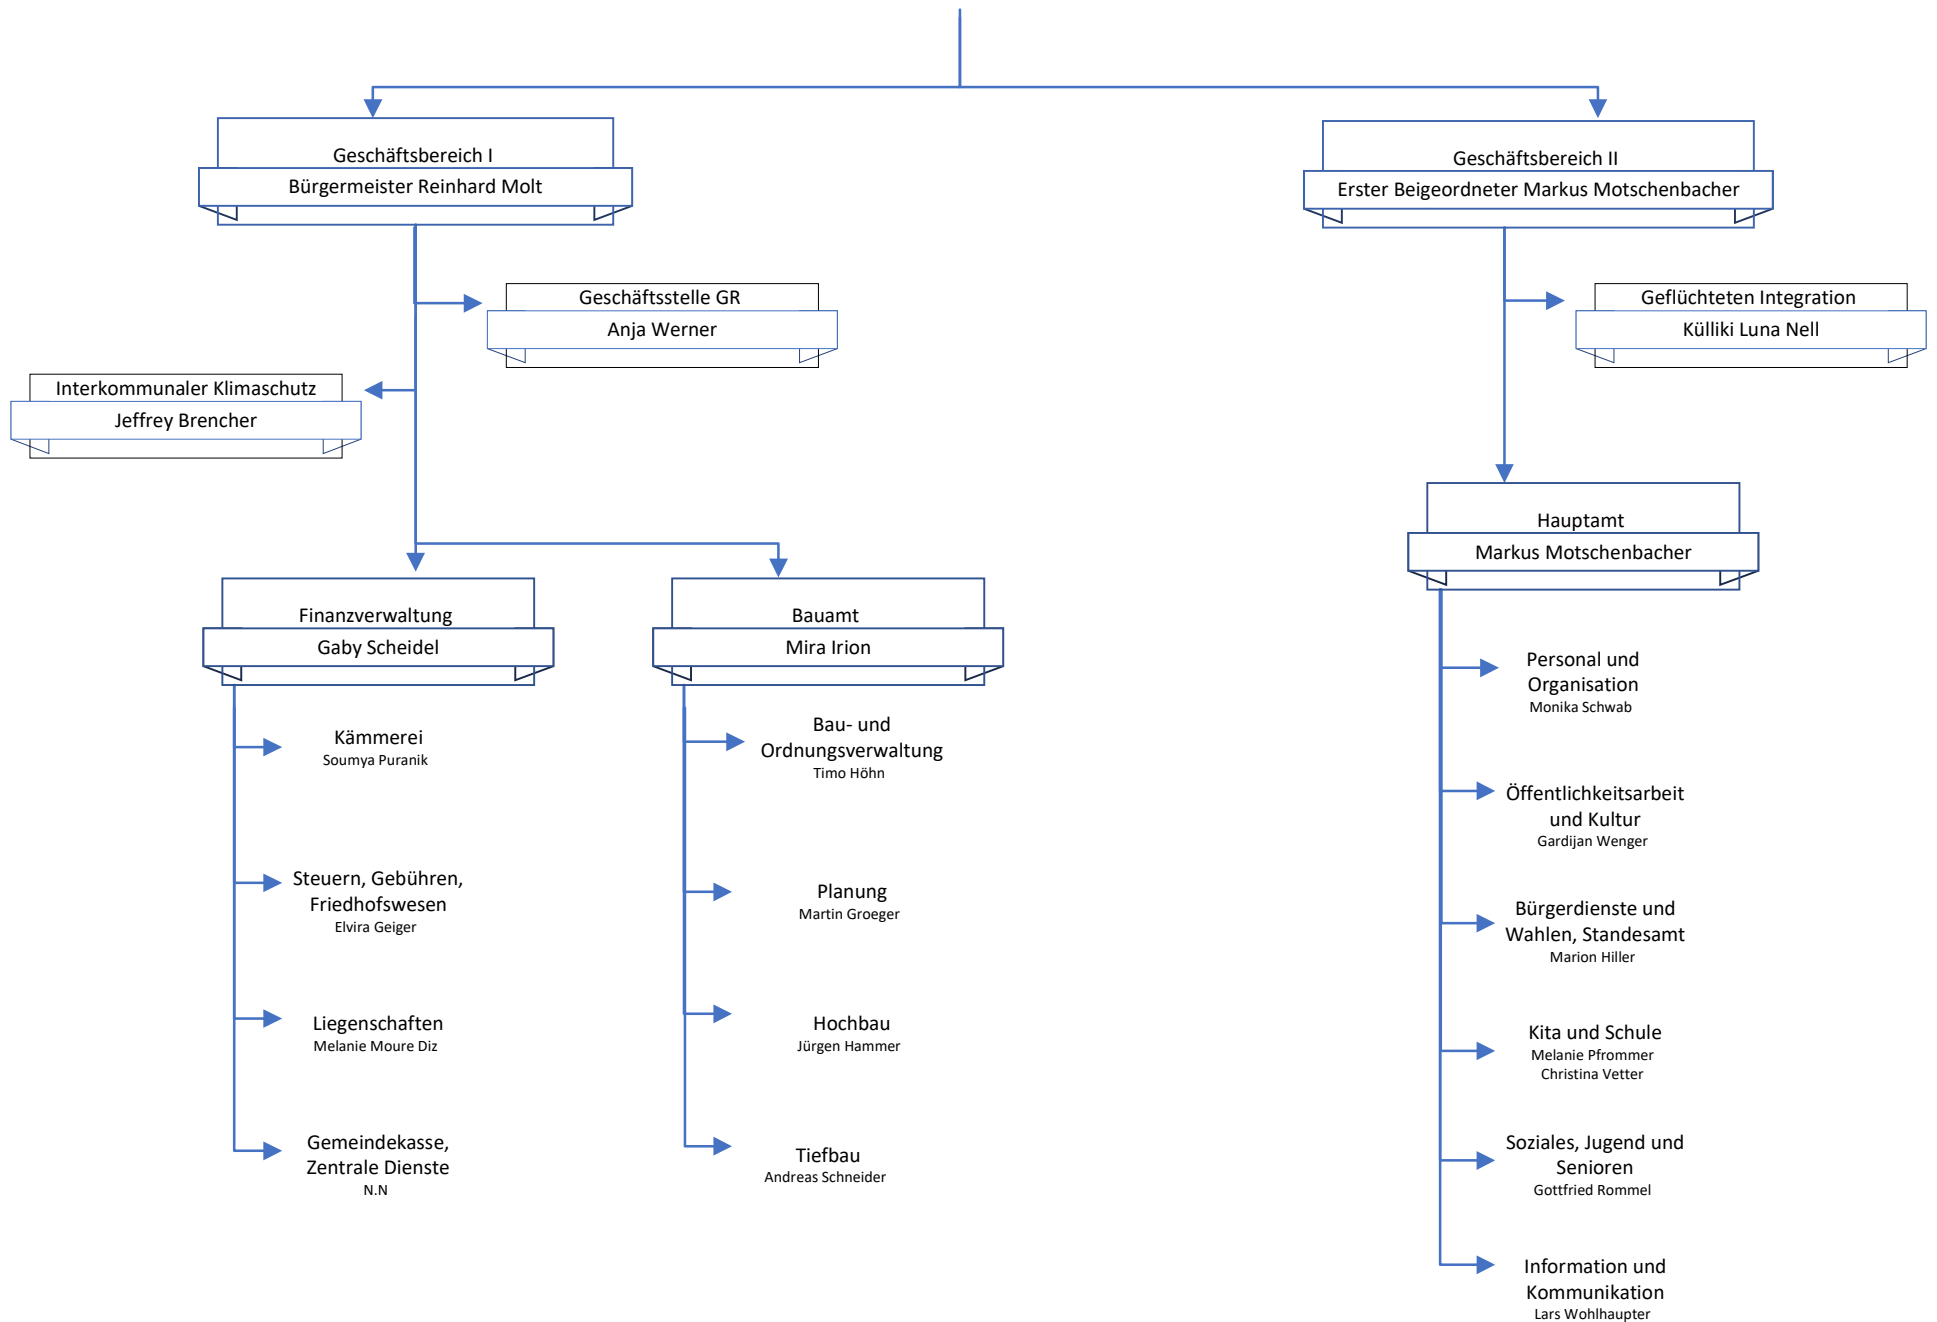 Geschäftsbereich I
Bürgermeister Reinhard Molt
Geschäftsbereich II
Erster Beigeordneter Markus Motschenbacher
Geschäftsstelle GR
Anja Werner
Geflüchteten Integration
Külliki Luna Nell
Interkommunaler Klimaschutz
Jeffrey Brencher
Hauptamt
Markus Motschenbacher
Finanzverwaltung
Gaby Scheidel
Bauamt
Mira Irion
Kämmerei
Soumya Puranik
Steuern, Gebühren,
Friedhofswesen
Elvira Geiger
Liegenschaften
Melanie Moure Diz
Gemeindekasse,
Zentrale Dienste
N.N
Bau- und
Ordnungsverwaltung
Timo Höhn
Planung
Martin Groeger
Hochbau
Jürgen Hammer
Tiefbau
Andreas Schneider
Personal und
Organisation
Monika Schwab
Öffentlichkeitsarbeit
und Kultur
Gardijan Wenger
Bürgerdienste und
Wahlen, Standesamt
Marion Hiller
Kita und Schule
Melanie Pfrommer
Christina Vetter
Soziales, Jugend und
Senioren
Gottfried Rommel
Information und
Kommunikation
Lars Wohlhaupter